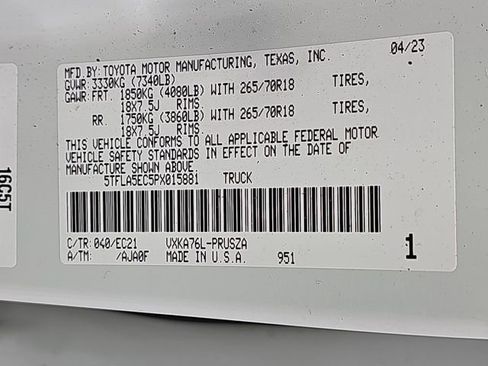 MFD. BY: TOYOTA MOTOR MANUFACTURING, TEXAS, INC. 04/23
GVWR: 3330KG (7340LB)
GAWR: FRT. 1850KG (4080LB) WITH 265/70R18 TIRES,
18X7.5J RIMS.
RR. 1750KG (3860LB) WITH 265/70R18 TIRES,
18X7.5J RIMS.
THIS VEHICLE CONFORMS TO ALL APPLICABLE FEDERAL MOTOR
VEHICLE SAFETY STANDARDS IN EFFECT ON THE DATE OF
MANUFACTURE SHOWN ABOVE.
5TFLA5EC5PX015881 TRUCK
C/TR: 040/EC21 VXKA76L-PRUSZA
A/TM: /AJA0F MADE IN U.S.A. 951 1
16C5T